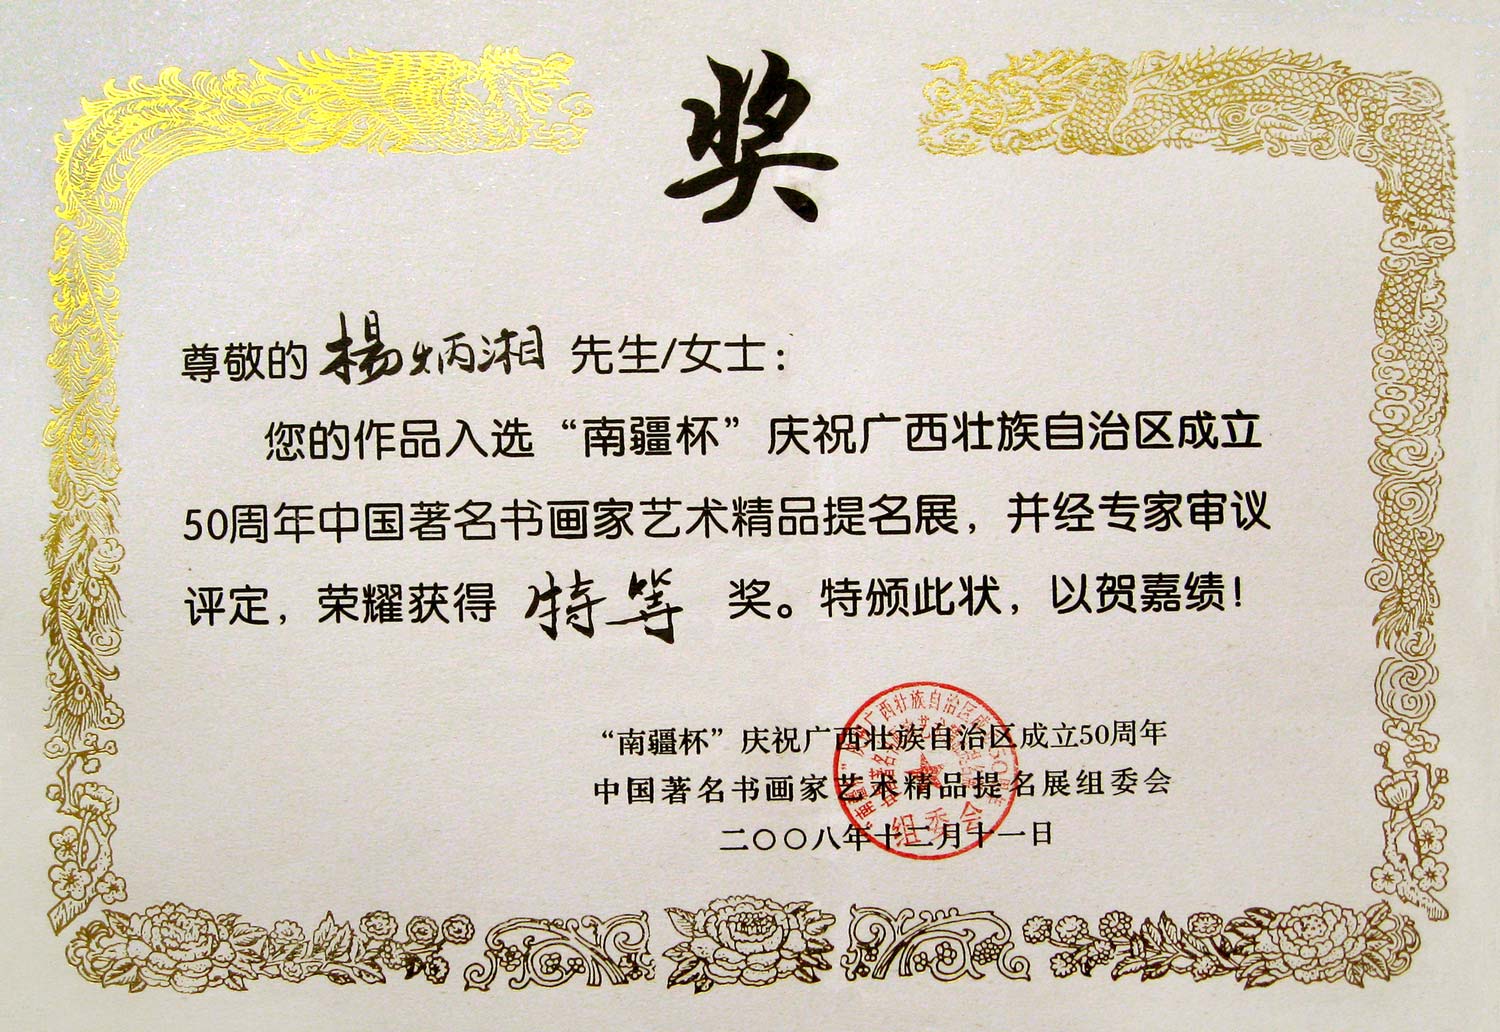 奖
尊敬的 楊炳湘 先生/女士：
您的作品入选“南疆杯”庆祝广西壮族自治区成立
50周年中国著名书画家艺术精品提名展，并经专家审议
评定，荣耀获得 特等 奖。特颁此状，以贺嘉绩！
“南疆杯”庆祝广西壮族自治区成立50周年
中国著名书画家艺术精品提名展组委会
二〇〇八年十二月十一日
组委会